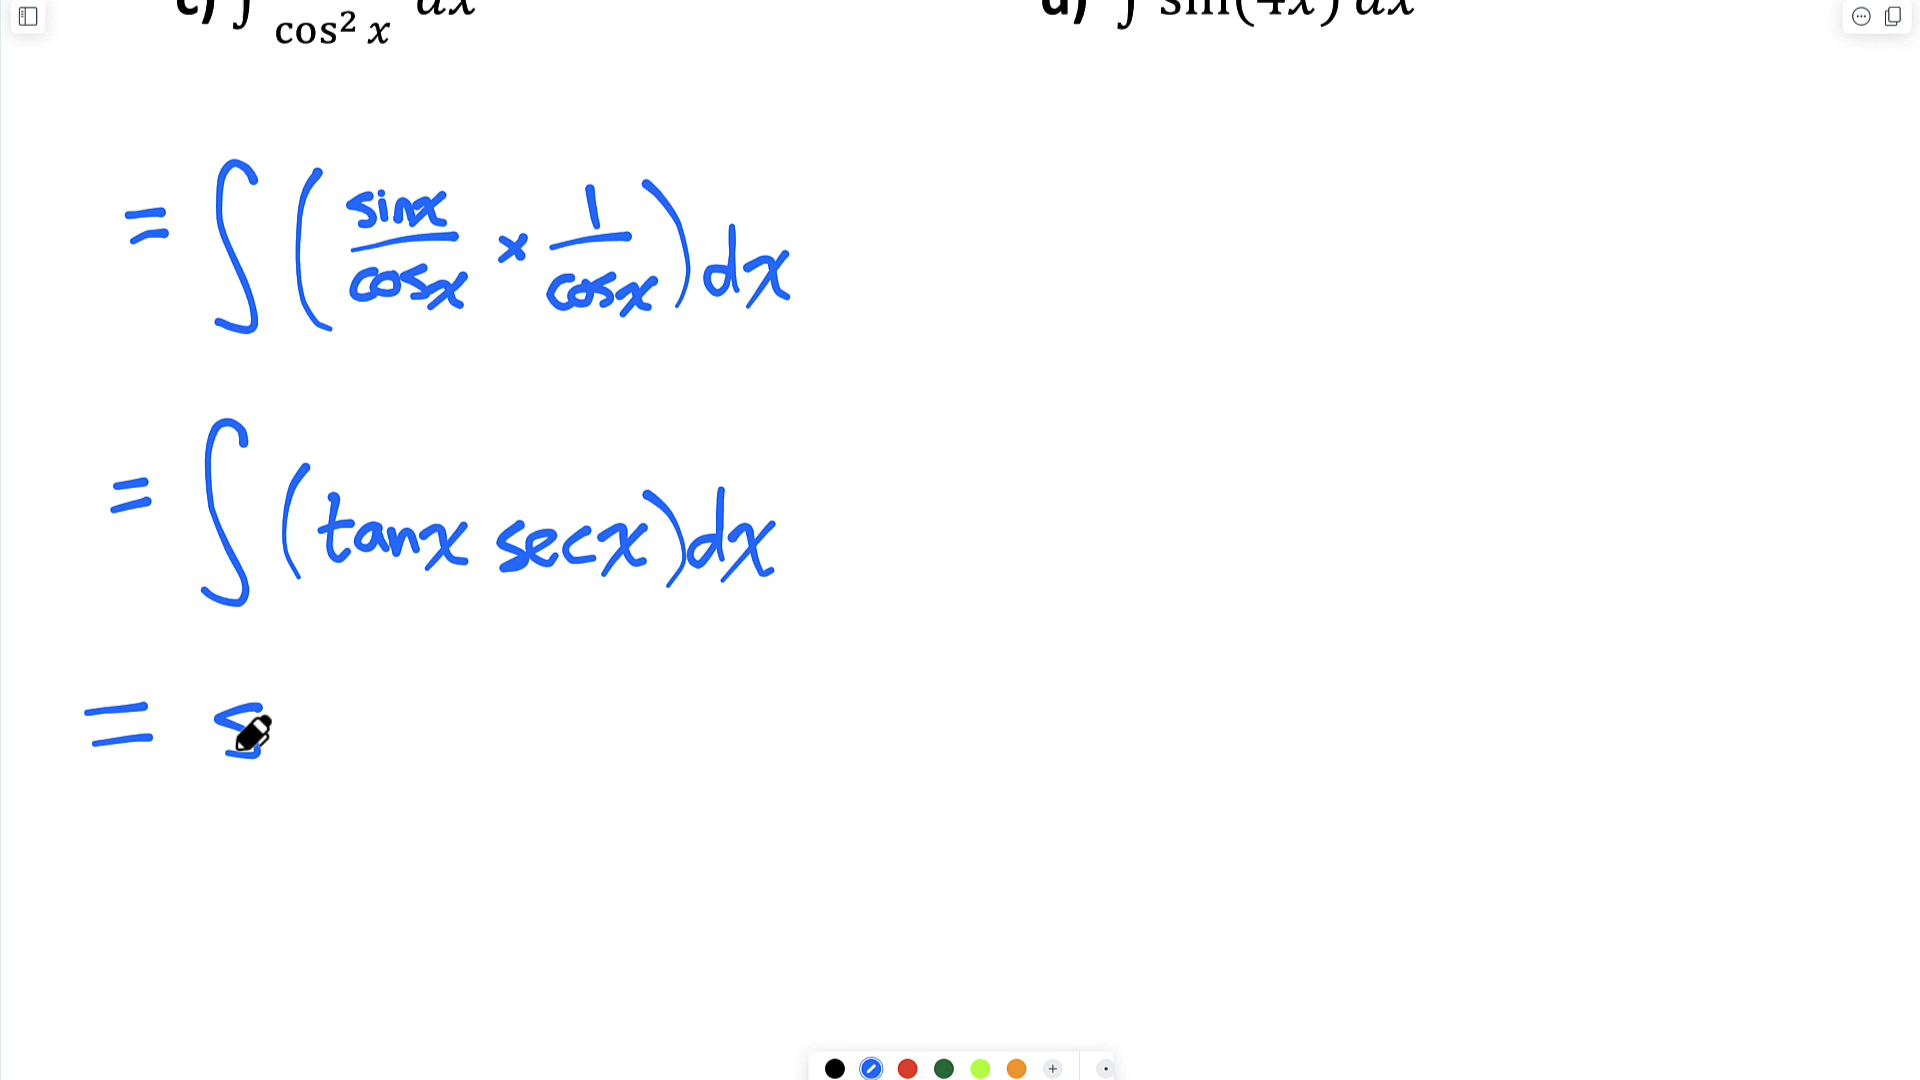 c) ∫ cos² x dx
d) ∫ sin(4x) dx
= ∫ ( sinx/cosx × 1/cosx ) dx
= ∫ (tanx secx) dx
= s